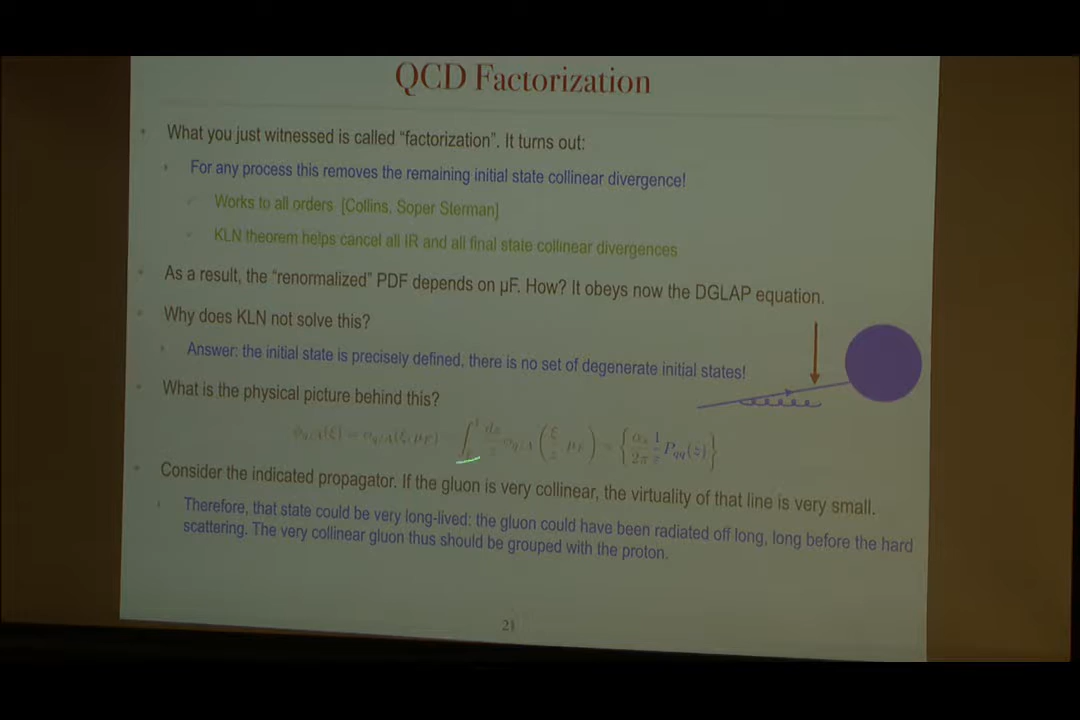 QCD Factorization
What you just witnessed is called “factorization”. It turns out:
For any process this removes the remaining initial state collinear divergence!
Works to all orders [Collins, Soper Sterman]
KLN theorem helps cancel all IR and all final state collinear divergences
As a result, the “renormalized” PDF depends on μF. How? It obeys now the DGLAP equation.
Why does KLN not solve this?
Answer: the initial state is precisely defined, there is no set of degenerate initial states!
What is the physical picture behind this?
Consider the indicated propagator. If the gluon is very collinear, the virtuality of that line is very small.
Therefore, that state could be very long-lived: the gluon could have been radiated off long, long before the hard
scattering. The very collinear gluon thus should be grouped with the proton.
21